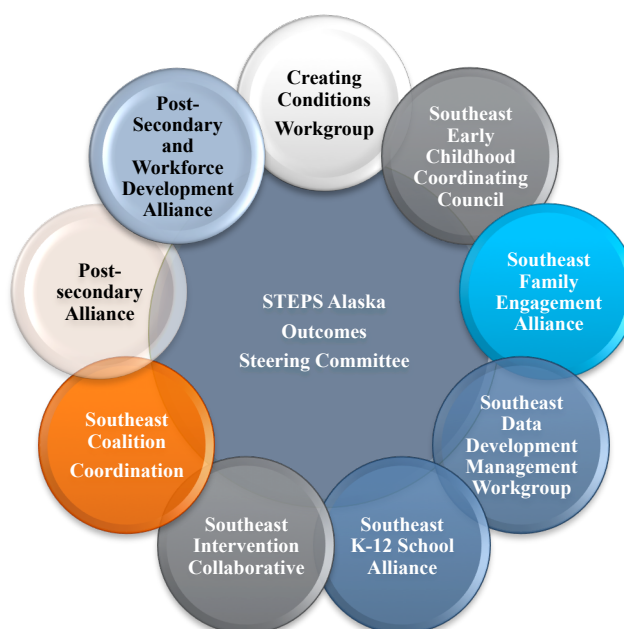 Creating
Conditions
Workgroup
Southeast
Early
Childhood
Coordinating
Council
Southeast
Family
Engagement
Alliance
Southeast
Data
Development
Management
Workgroup
Southeast
K-12 School
Alliance
Southeast
Intervention
Collaborative
Southeast
Coalition
Coordination
Post-
secondary
Alliance
Post-
Secondary
and
Workforce
Development
Alliance
STEPS Alaska
Outcomes
Steering Committee